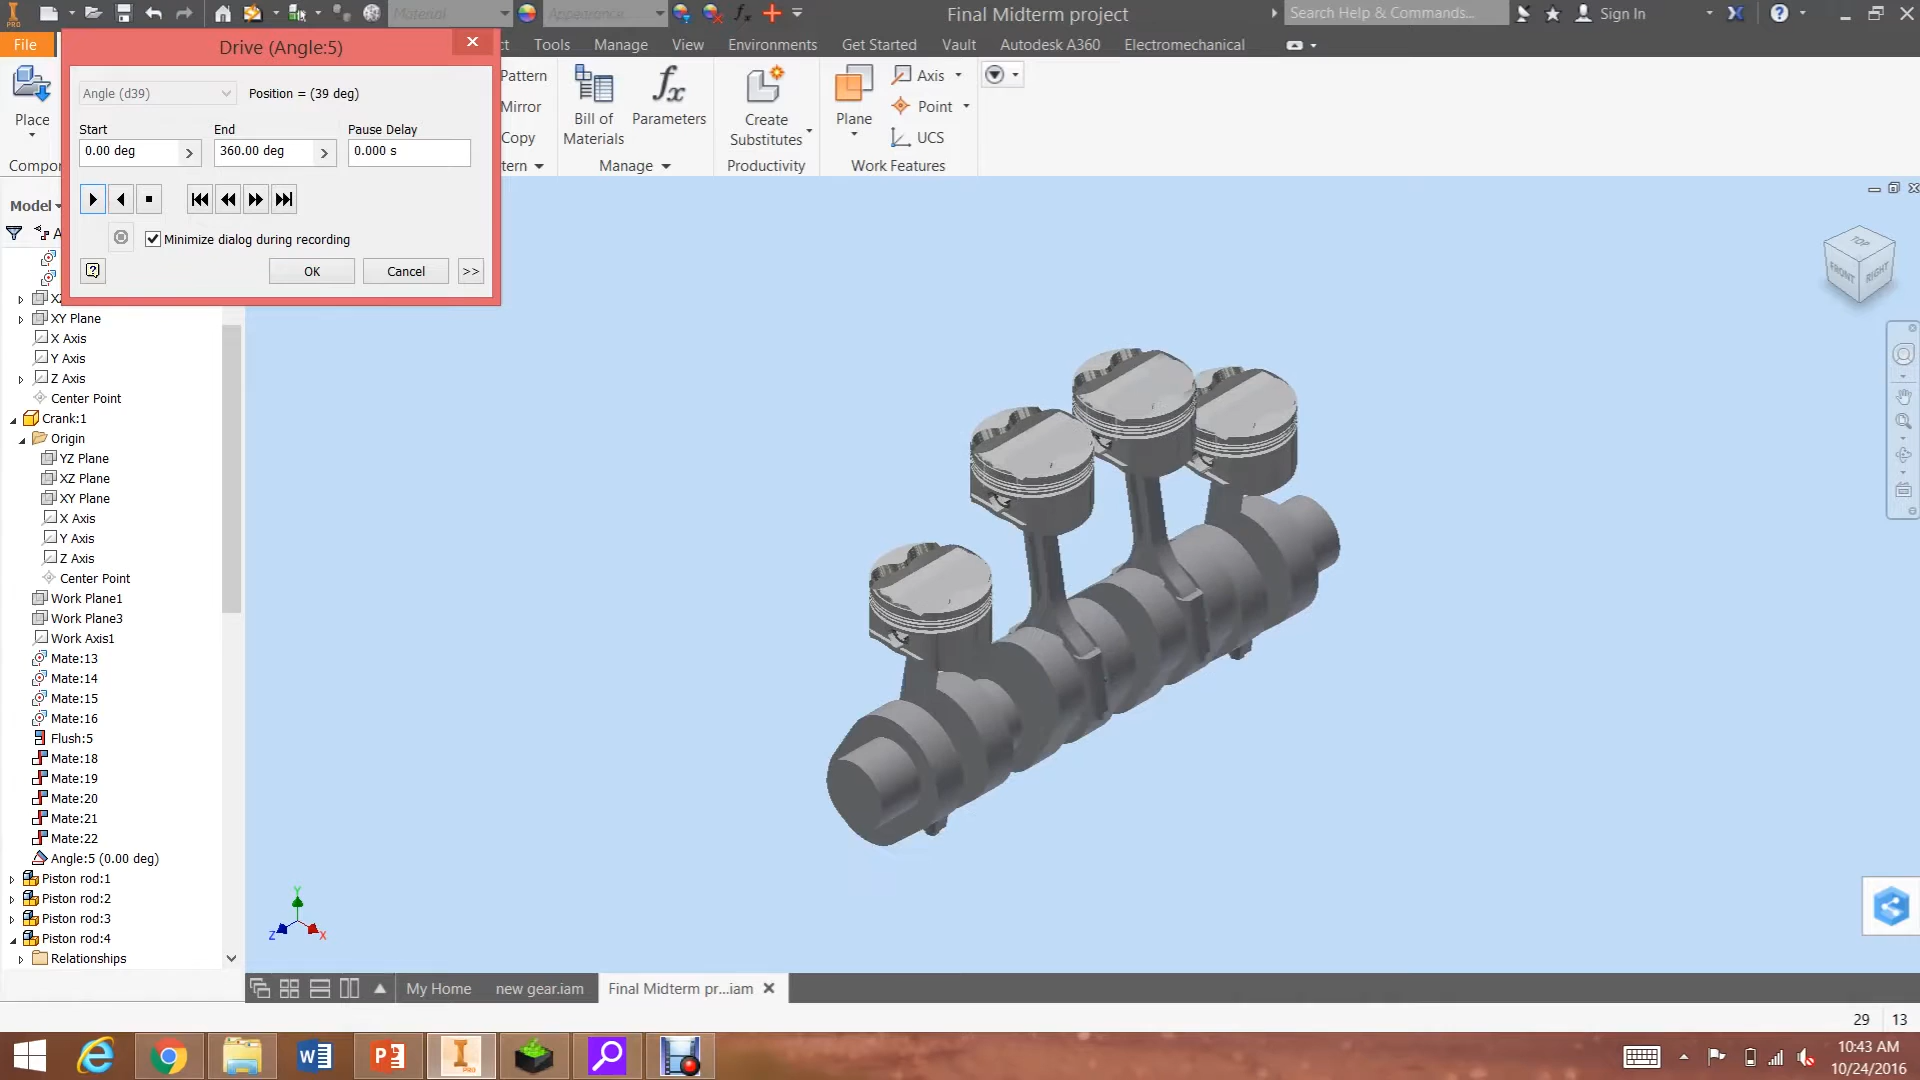 Material
Appearance
Final Midterm project
Search Help & Commands...
Sign In
PRO
File
Tools
Manage
View
Environments
Get Started
Vault
Autodesk A360
Electromechanical
Drive (Angle:5)
Angle (d39)
Position = (39 deg)
Start
End
Pause Delay
0.00 deg
360.00 deg
0.000 s
Minimize dialog during recording
OK
Cancel
>>
Place
Pattern
Mirror
Copy
Bill of
Materials
Parameters
Manage
Create
Substitutes
Productivity
Plane
Axis
Point
UCS
Work Features
Model
XY Plane
X Axis
Y Axis
Z Axis
Center Point
Crank:1
Origin
YZ Plane
XZ Plane
XY Plane
X Axis
Y Axis
Z Axis
Center Point
Work Plane1
Work Plane3
Work Axis1
Mate:13
Mate:14
Mate:15
Mate:16
Flush:5
Mate:18
Mate:19
Mate:20
Mate:21
Mate:22
Angle:5 (0.00 deg)
Piston rod:1
Piston rod:2
Piston rod:3
Piston rod:4
Relationships
TOP
FRONT
RIGHT
Y
Z
X
My Home
new gear.iam
Final Midterm pr...iam
29
13
10:43 AM
10/24/2016